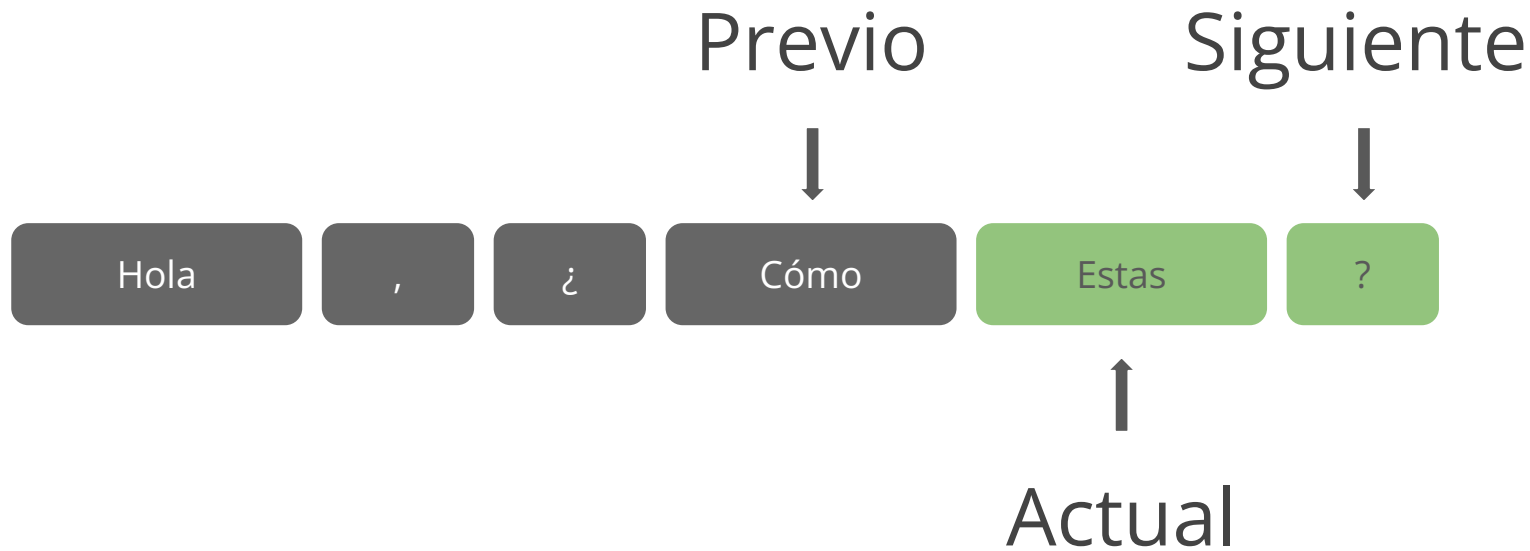 Previo Siguiente
Hola , ¿ Cómo Estas ?
Actual